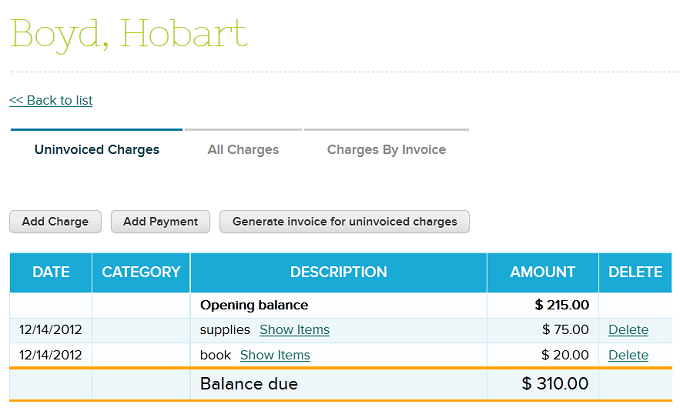 Boyd, Hobart
<< Back to list
Uninvoiced Charges All Charges Charges By Invoice
Add Charge Add Payment Generate invoice for uninvoiced charges
DATE CATEGORY DESCRIPTION AMOUNT DELETE
Opening balance $ 215.00
12/14/2012 supplies Show Items $ 75.00 Delete
12/14/2012 book Show Items $ 20.00 Delete
Balance due $ 310.00